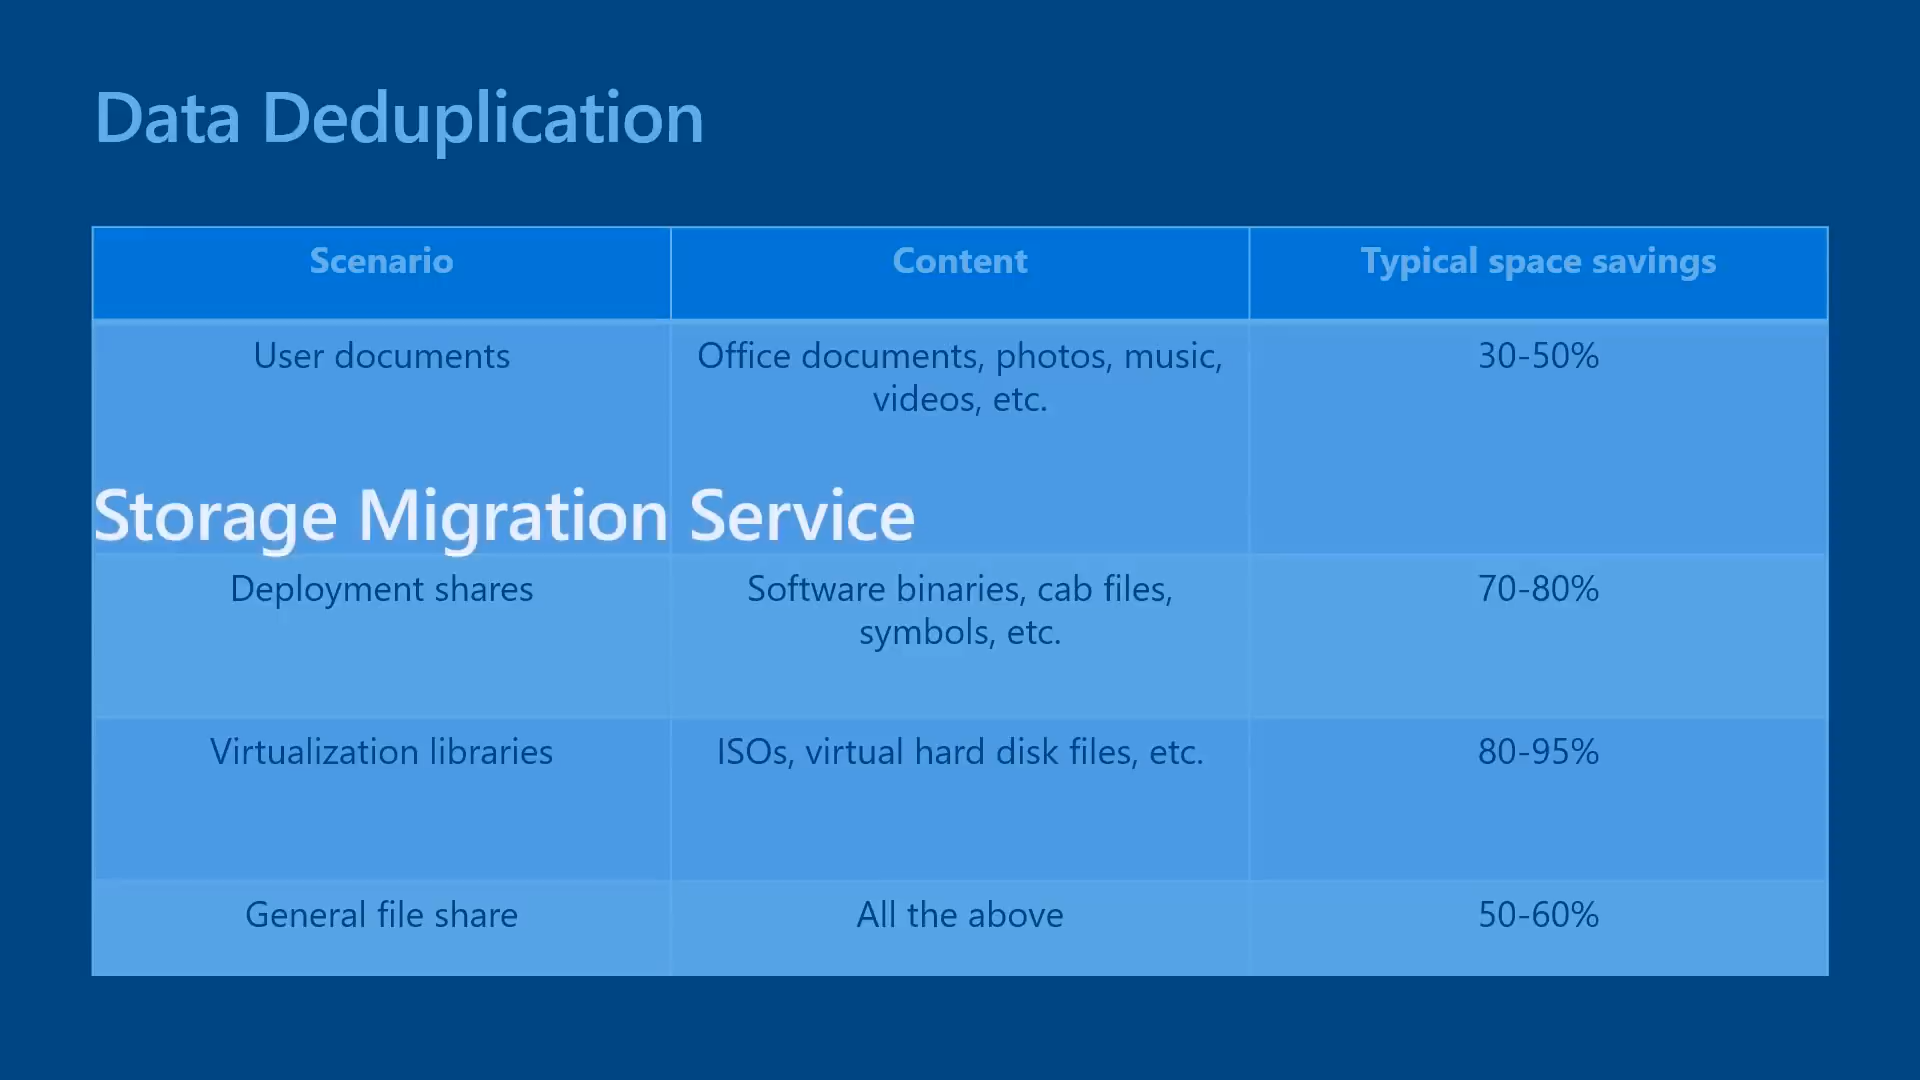 Data Deduplication
Scenario Content Typical space savings
User documents Office documents, photos, music, 30-50%
videos, etc.
Storage Migration Service
Deployment shares Software binaries, cab files, 70-80%
symbols, etc.
Virtualization libraries ISOs, virtual hard disk files, etc. 80-95%
General file share All the above 50-60%